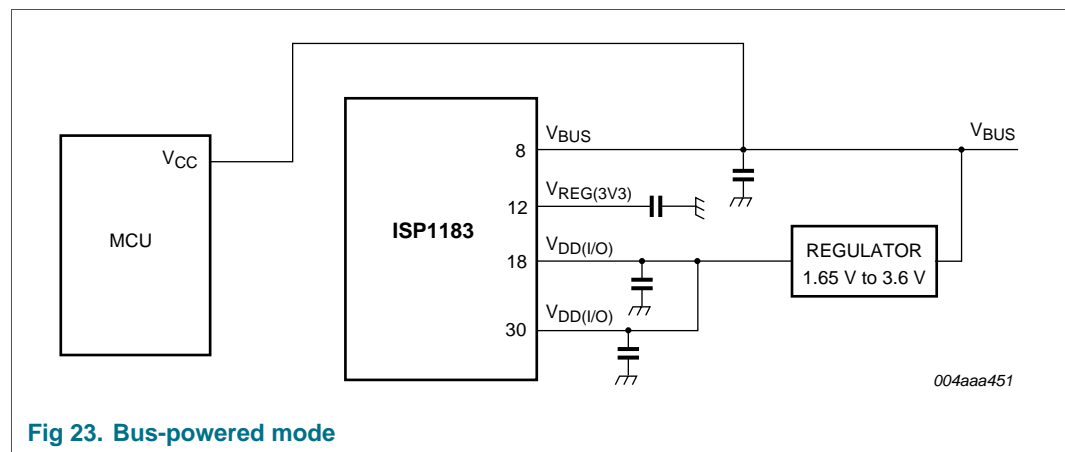 VBUS
VBUS
8
VCC
VREG(3V3)
12
MCU
ISP1183
VDD(I/O)
18
REGULATOR
1.65 V to 3.6 V
VDD(I/O)
30
004aaa451
Fig 23. Bus-powered mode